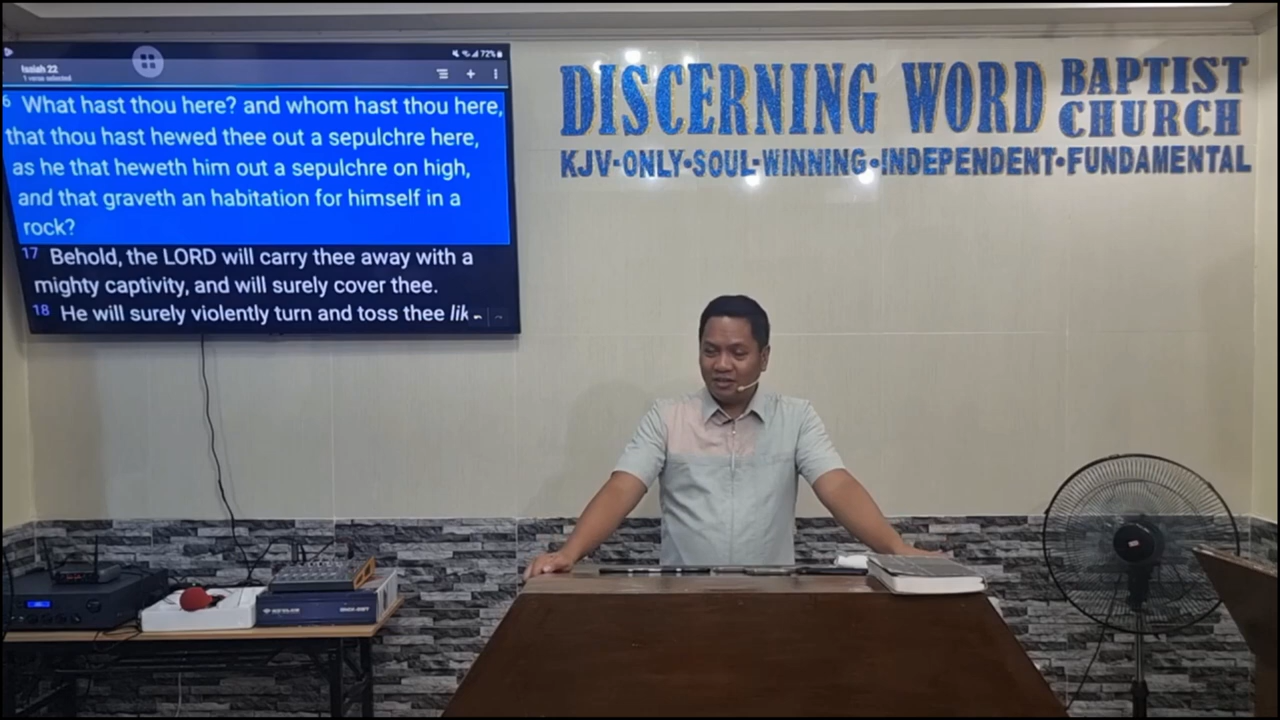 72%
Isaiah 22
1 verse selected
6 What hast thou here? and whom hast thou here,
that thou hast hewed thee out a sepulchre here,
as he that heweth him out a sepulchre on high,
and that graveth an habitation for himself in a
rock?
17 Behold, the LORD will carry thee away with a
mighty captivity, and will surely cover thee.
18 He will surely violently turn and toss thee lik
DISCERNING WORD BAPTIST CHURCH
KJV-ONLY•SOUL-WINNING•INDEPENDENT•FUNDAMENTAL